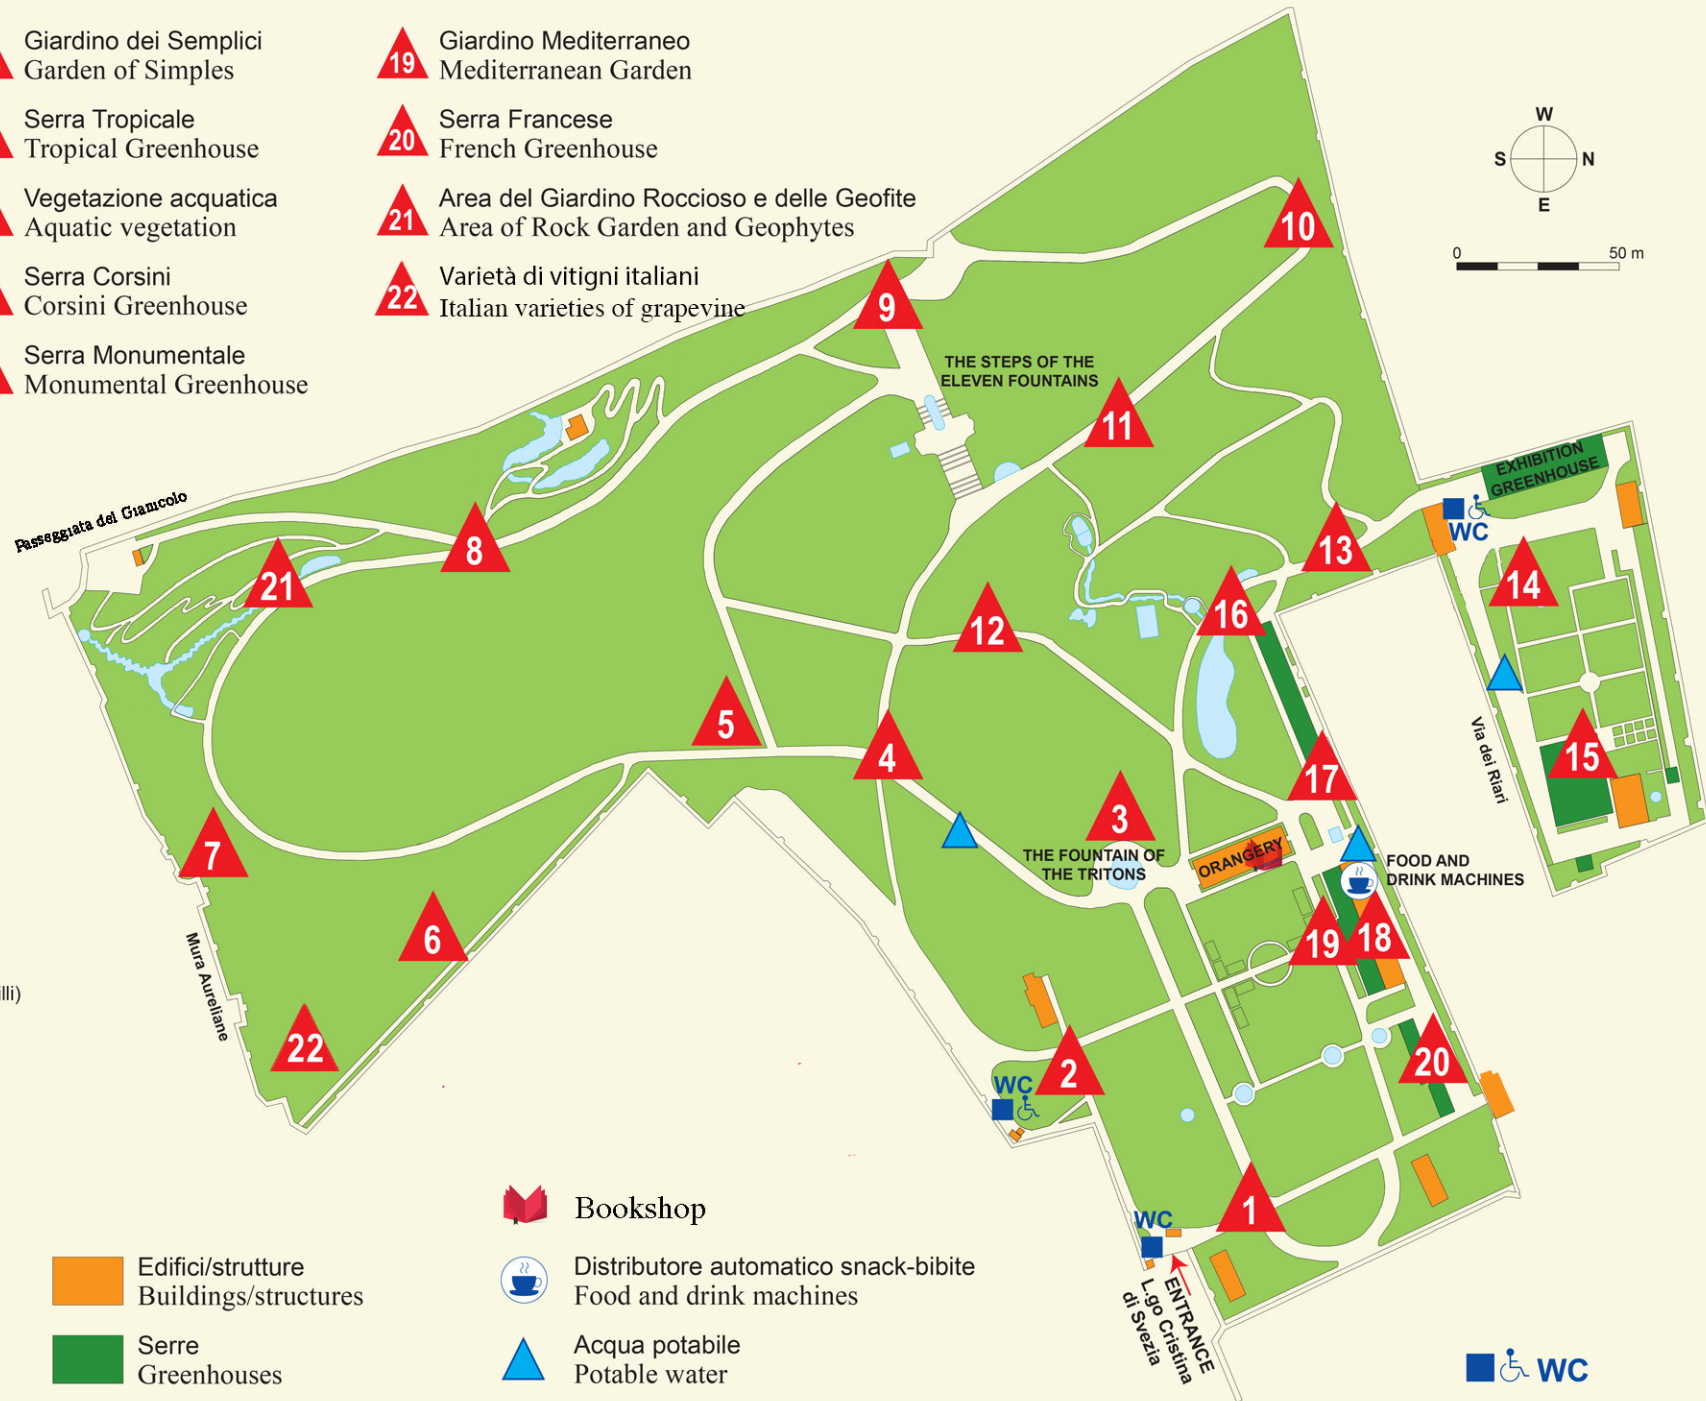 Giardino dei Semplici
Garden of Simples
Serra Tropicale
Tropical Greenhouse
Vegetazione acquatica
Aquatic vegetation
Serra Corsini
Corsini Greenhouse
Serra Monumentale
Monumental Greenhouse
19
Giardino Mediterraneo
Mediterranean Garden
20
Serra Francese
French Greenhouse
21
Area del Giardino Roccioso e delle Geofite
Area of Rock Garden and Geophytes
22
Varietà di vitigni italiani
Italian varieties of grapevine
W
S N
E
0 50 m
10
9
THE STEPS OF THE
ELEVEN FOUNTAINS
11
EXHIBITION
GREENHOUSE
WC
Passeggiata del Gianicolo
8
13
21
14
16
12
5
4
Via dei Riari
15
17
3
THE FOUNTAIN OF
THE TRITONS
ORANGERY
FOOD AND
DRINK MACHINES
7
6
19
18
Mura Aureliane
illi)
22
2
20
WC
1
WC
ENTRANCE
L.go Cristina
di Svezia
Bookshop
Edifici/strutture
Buildings/structures
Serre
Greenhouses
Distributore automatico snack-bibite
Food and drink machines
Acqua potabile
Potable water
WC